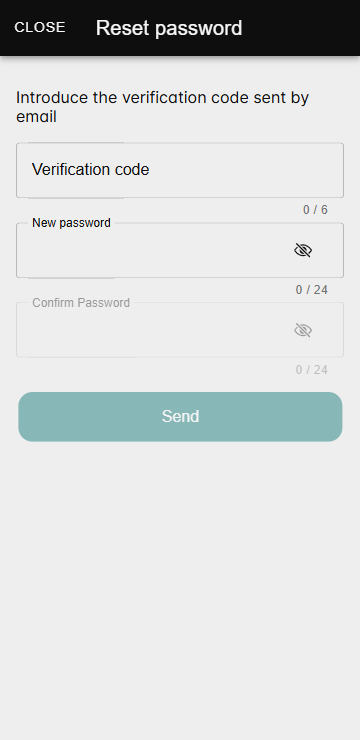 CLOSE Reset password
Introduce the verification code sent by
email
Verification code
0 / 6
New password
0 / 24
Confirm Password
0 / 24
Send